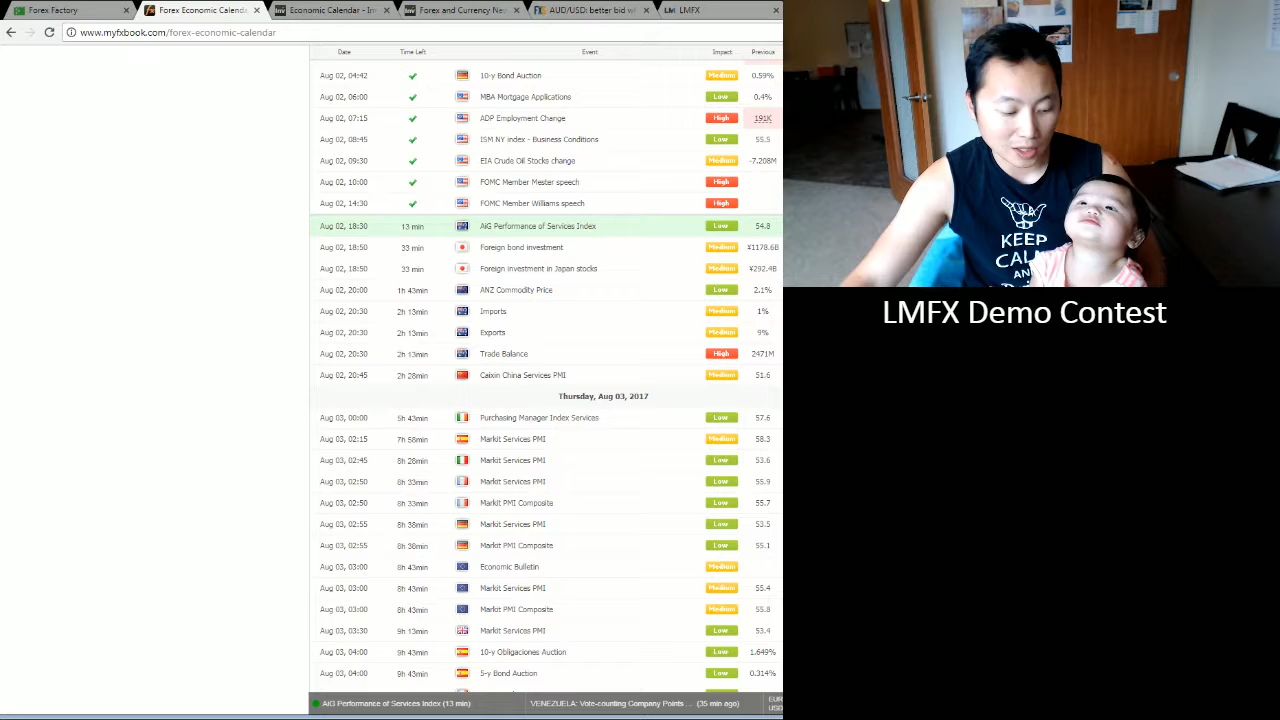 Forex Factory × Forex Economic Calenda × Economic Calendar - In × Forex and Currency New × AUD/USD: better bid w × LMFX ×
www.myfxbook.com/forex-economic-calendar
Date Time Left Event Impact Previous
Aug 02, 04:42 10-y Bond Auction Medium 0.59%
Aug 02, 06:00 MBA Mortgage Applications Low 0.4%
Aug 02, 07:15 ADP Employment Change High 191K
Aug 02, 08:45 ISM NY index - Business Conditions Low 55.5
Aug 02, 09:30 EIA Crude Oil Stocks change Medium -7.208M
Aug 02, 10:00 FOMC Member Mester speech High
Aug 02, 14:30 FOMC Member Williams speech High
Aug 02, 18:30 13 min AiG Performance of Services Index Low 54.8
Aug 02, 18:50 33 min Foreign bond investment Medium ¥1178.6B
Aug 02, 18:50 33 min Foreign investment in Japan stocks Medium ¥292.4B
Aug 02, 20:00 1h 43min ANZ Commodity Price Low 2.1%
Aug 02, 20:30 2h 13min Imports Medium 1%
Aug 02, 20:30 2h 13min Exports Medium 9%
Aug 02, 20:30 2h 13min Trade Balance High 2471M
Aug 02, 20:45 2h 28min Caixin China Services PMI Medium 51.6
Thursday, Aug 03, 2017
Aug 03, 00:00 5h 43min Purchasing Manager Index Services Low 57.6
Aug 03, 02:15 7h 58min Markit Services PMI Medium 58.3
Aug 03, 02:45 8h 28min Markit Services PMI Low 53.6
Aug 03, 02:50 8h 33min Markit Services PMI Low 55.9
Aug 03, 02:50 8h 33min Markit PMI Composite Low 55.7
Aug 03, 02:55 8h 38min Markit Services PMI Low 53.5
Aug 03, 02:55 8h 38min Markit PMI Composite Low 55.1
Aug 03, 03:00 8h 43min Economic Bulletin Medium
Aug 03, 03:00 8h 43min Markit Services PMI Medium 55.4
Aug 03, 03:00 8h 43min Markit PMI Composite Medium 55.8
Aug 03, 03:30 9h 13min Markit Services PMI Low 53.4
Aug 03, 04:00 9h 43min 10-y Obligaciones Auction Low 1.649%
Aug 03, 04:00 9h 43min 5-y Bond Auction Low 0.314%
AiG Performance of Services Index (13 min) VENEZUELA: Vote-counting Company Points ... (35 min ago) EUR
USD
KEEP
CALM
AND
LMFX Demo Contest